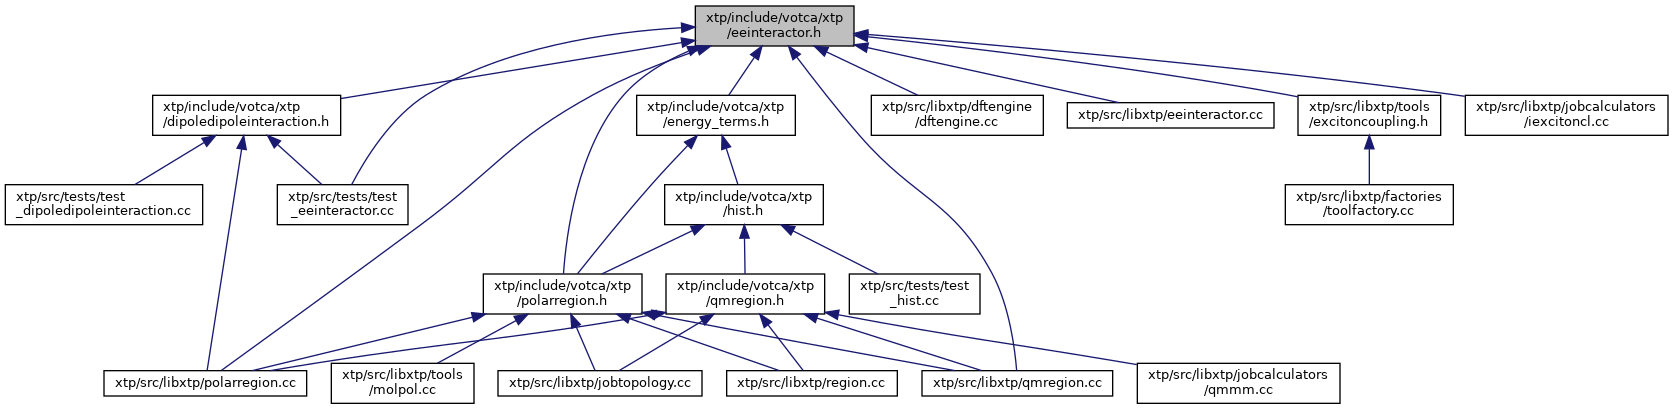 xtp/include/votca/xtp
/eeinteractor.h
xtp/include/votca/xtp
/dipoledipoleinteraction.h
xtp/include/votca/xtp
/energy_terms.h
xtp/src/libxtp/dftengine
/dftengine.cc
xtp/src/libxtp/eeinteractor.cc
xtp/src/libxtp/tools
/excitoncoupling.h
xtp/src/libxtp/jobcalculators
/iexcitoncl.cc
xtp/src/tests/test
_dipoledipoleinteraction.cc
xtp/src/tests/test
_eeinteractor.cc
xtp/include/votca/xtp
/hist.h
xtp/src/libxtp/factories
/toolfactory.cc
xtp/include/votca/xtp
/polarregion.h
xtp/include/votca/xtp
/qmregion.h
xtp/src/tests/test
_hist.cc
xtp/src/libxtp/polarregion.cc
xtp/src/libxtp/tools
/molpol.cc
xtp/src/libxtp/jobtopology.cc
xtp/src/libxtp/region.cc
xtp/src/libxtp/qmregion.cc
xtp/src/libxtp/jobcalculators
/qmmm.cc